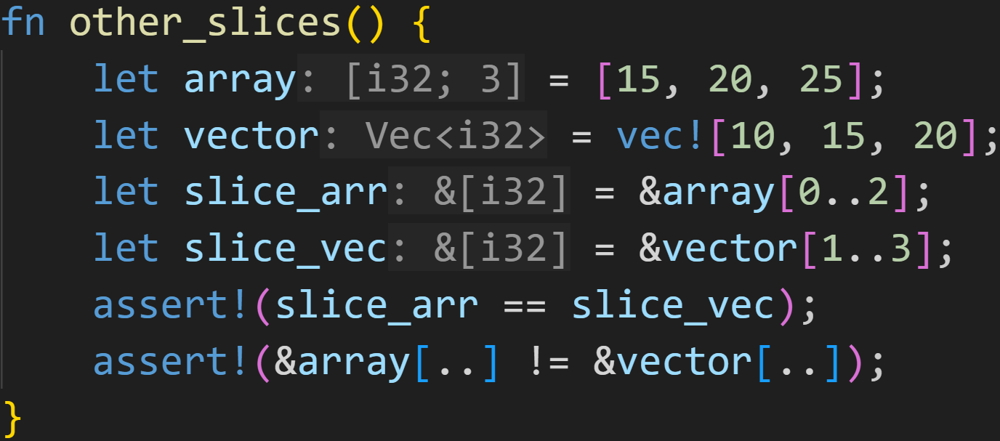 fn other_slices() {
    let array: [i32; 3] = [15, 20, 25];
    let vector: Vec<i32> = vec![10, 15, 20];
    let slice_arr: &[i32] = &array[0..2];
    let slice_vec: &[i32] = &vector[1..3];
    assert!(slice_arr == slice_vec);
    assert!(&array[..] != &vector[..]);
}